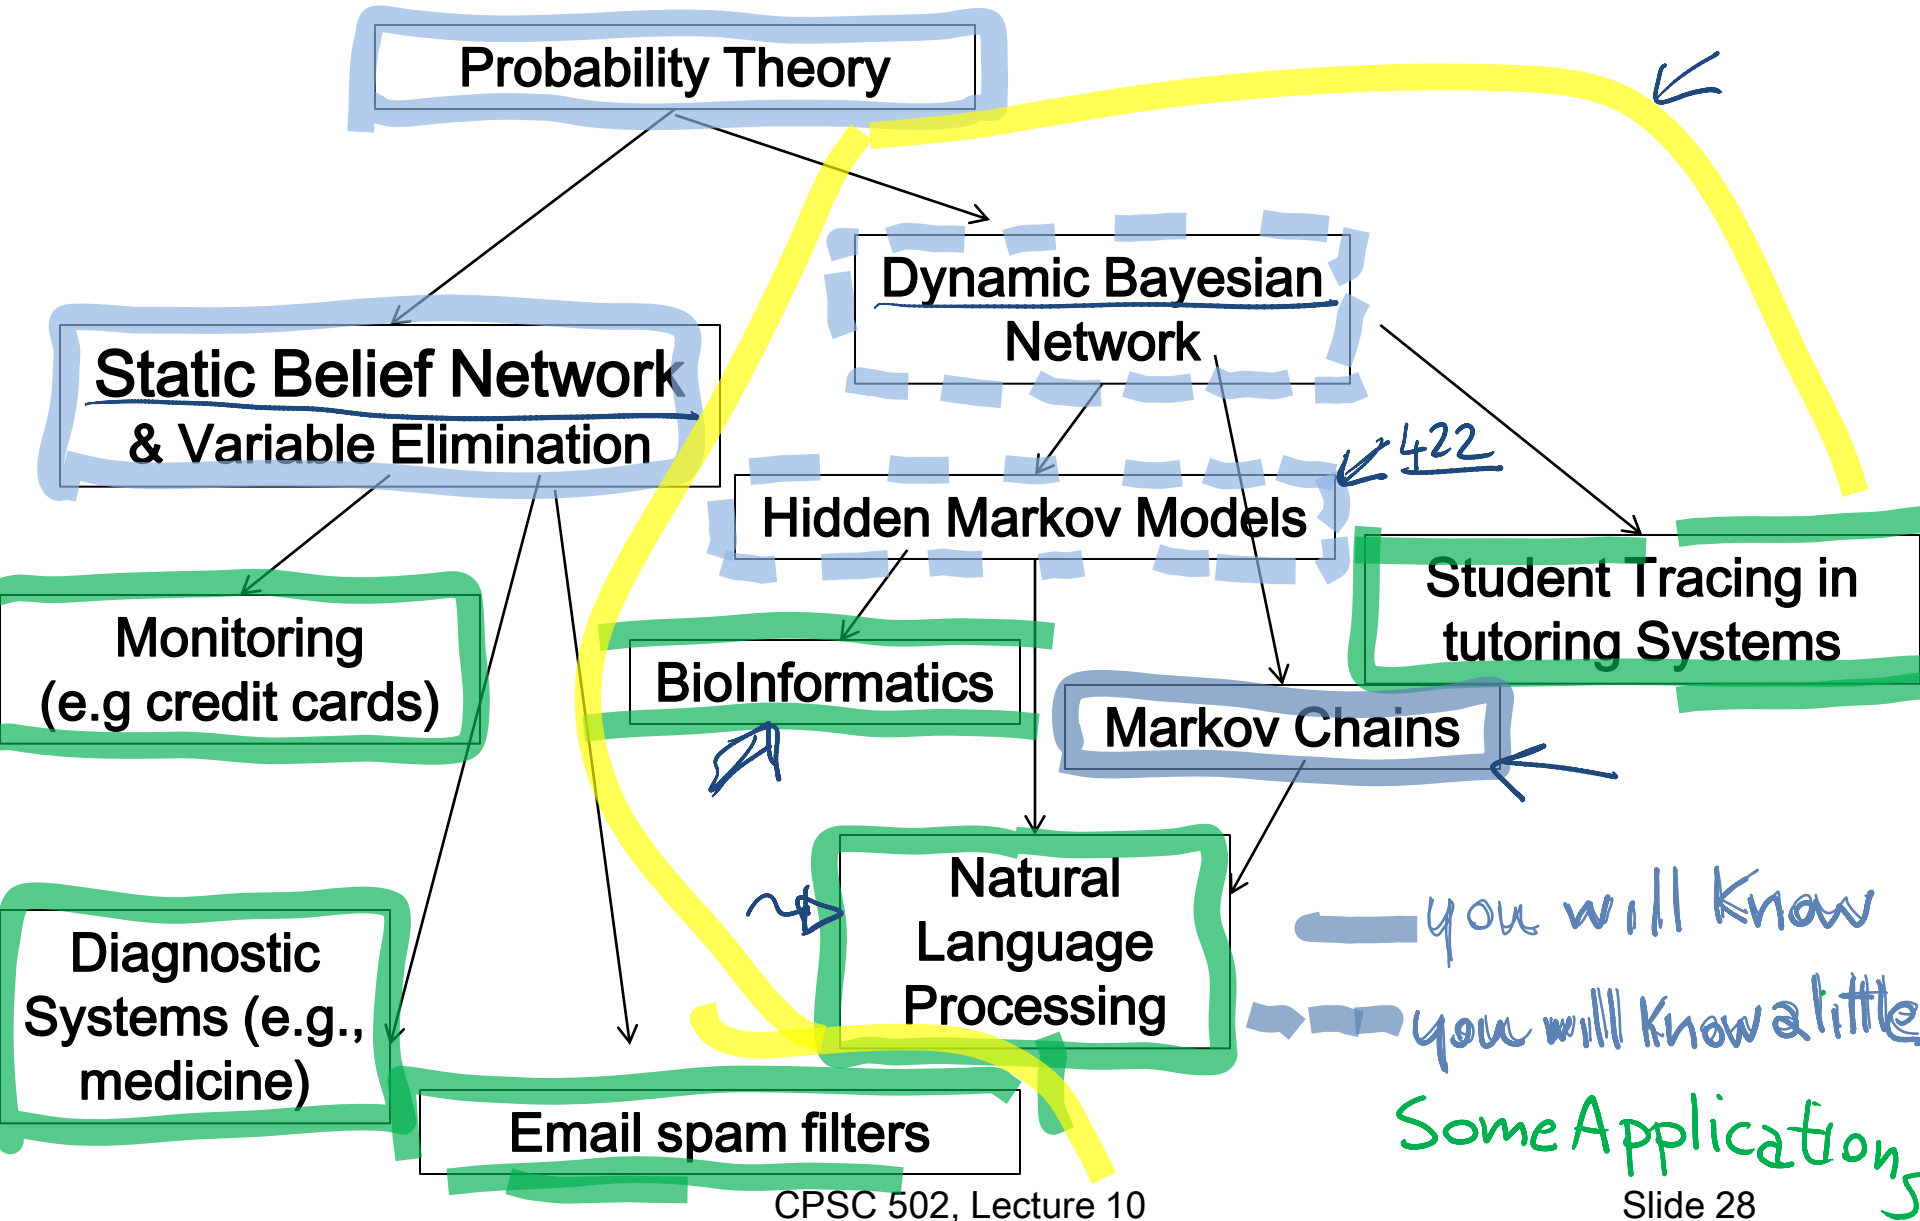 Probability Theory
Dynamic Bayesian
Network
Static Belief Network
& Variable Elimination
422
Hidden Markov Models
Student Tracing in
tutoring Systems
Monitoring
(e.g credit cards)
BioInformatics
Markov Chains
Natural
Language
Processing
you will Know
Diagnostic
Systems (e.g.,
medicine)
you will Know a little
Email spam filters
Some Applications
CPSC 502, Lecture 10
Slide 28